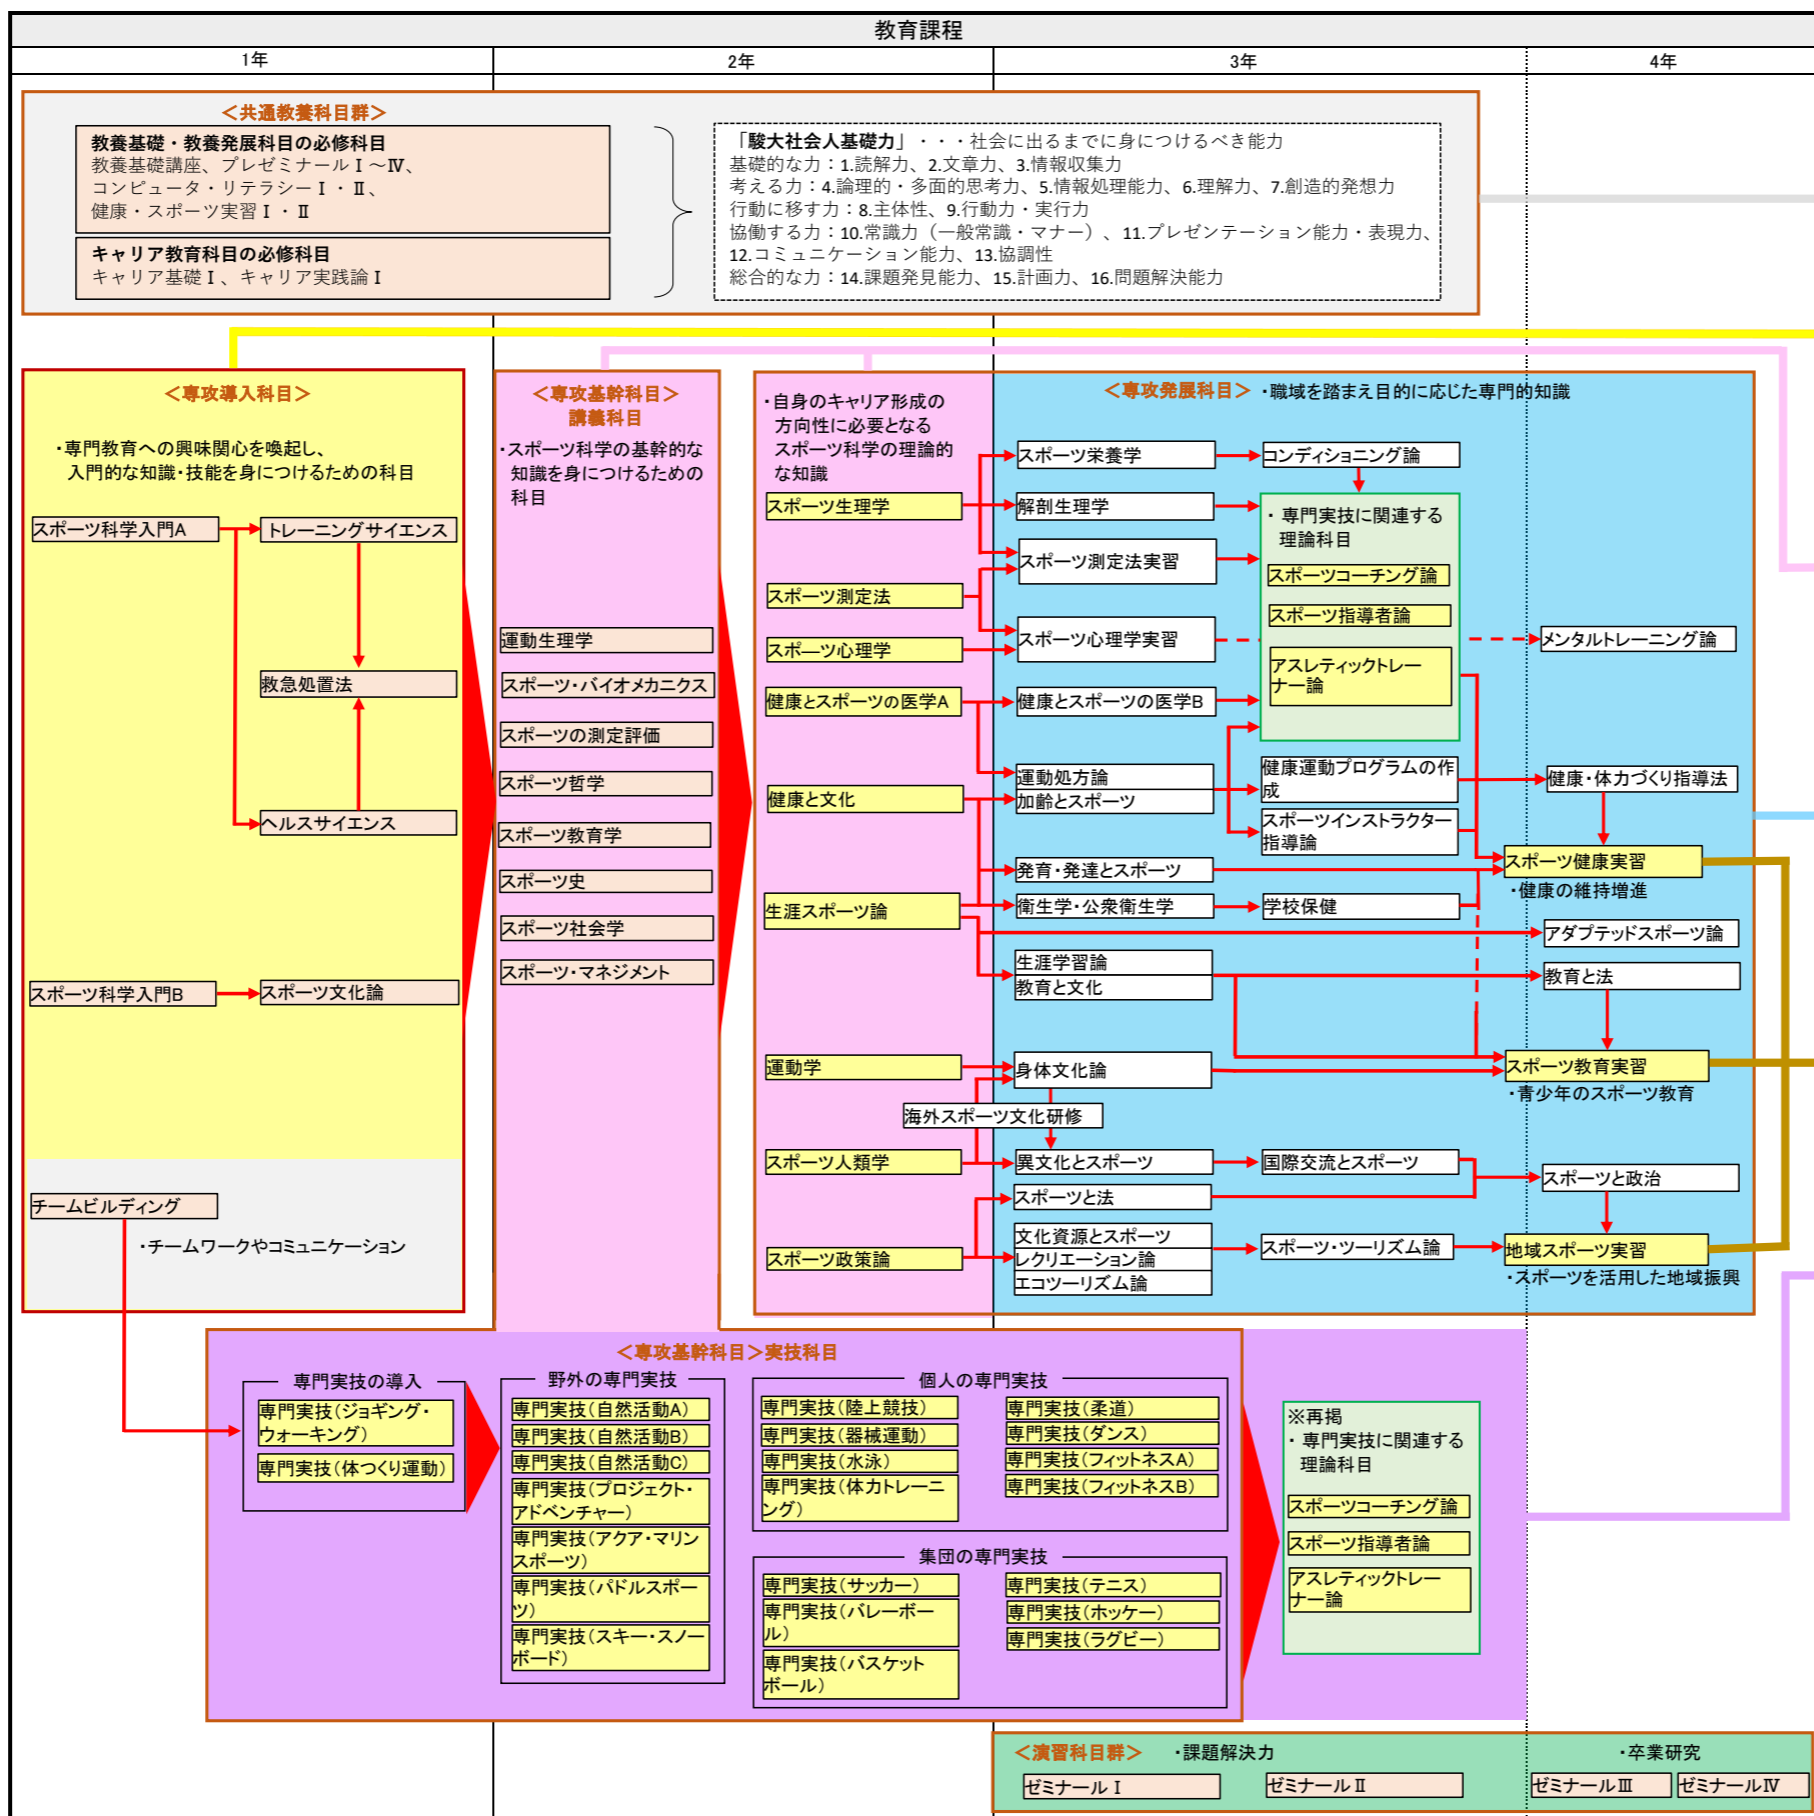 教育課程
1年
2年
3年
4年
＜共通教養科目群＞
教養基礎・教養発展科目の必修科目
教養基礎講座、プレゼミナールⅠ～Ⅳ、
コンピュータ・リテラシーⅠ・Ⅱ、
健康・スポーツ実習Ⅰ・Ⅱ
キャリア教育科目の必修科目
キャリア基礎Ⅰ、キャリア実践論Ⅰ
「駿大社会人基礎力」・・・社会に出るまでに身につけるべき能力
基礎的な力：1.読解力、2.文章力、3.情報収集力
考える力：4.論理的・多面的思考力、5.情報処理能力、6.理解力、7.創造的発想力
行動に移す力：8.主体性、9.行動力・実行力
協働する力：10.常識力（一般常識・マナー）、11.プレゼンテーション能力・表現力、
12.コミュニケーション能力、13.協調性
総合的な力：14.課題発見能力、15.計画力、16.問題解決能力
＜専攻導入科目＞
・専門教育への興味関心を喚起し、
入門的な知識・技能を身につけるための科目
スポーツ科学入門A
トレーニングサイエンス
救急処置法
ヘルスサイエンス
スポーツ科学入門B
スポーツ文化論
チームビルディング
・チームワークやコミュニケーション
＜専攻基幹科目＞
講義科目
・スポーツ科学の基幹的な
知識を身につけるための
科目
運動生理学
スポーツ・バイオメカニクス
スポーツの測定評価
スポーツ哲学
スポーツ教育学
スポーツ史
スポーツ社会学
スポーツ・マネジメント
・自身のキャリア形成の
方向性に必要となる
スポーツ科学の理論的
な知識
スポーツ生理学
スポーツ測定法
スポーツ心理学
健康とスポーツの医学A
健康と文化
生涯スポーツ論
運動学
スポーツ人類学
スポーツ政策論
＜専攻発展科目＞ ・職域を踏まえ目的に応じた専門的知識
スポーツ栄養学
コンディショニング論
解剖生理学
スポーツ測定法実習
スポーツ心理学実習
健康とスポーツの医学B
運動処方論
加齢とスポーツ
発育・発達とスポーツ
衛生学・公衆衛生学
生涯学習論
教育と文化
身体文化論
海外スポーツ文化研修
異文化とスポーツ
スポーツと法
文化資源とスポーツ
レクリエーション論
エコツーリズム論
・専門実技に関連する
理論科目
スポーツコーチング論
スポーツ指導者論
アスレティックトレー
ナー論
健康運動プログラムの作
成
スポーツインストラクター
指導論
学校保健
国際交流とスポーツ
スポーツ・ツーリズム論
メンタルトレーニング論
健康・体力づくり指導法
スポーツ健康実習
・健康の維持増進
アダプテッドスポーツ論
教育と法
スポーツ教育実習
・青少年のスポーツ教育
スポーツと政治
地域スポーツ実習
・スポーツを活用した地域振興
＜専攻基幹科目＞実技科目
専門実技の導入
専門実技（ジョギング・
ウォーキング）
専門実技（体つくり運動）
野外の専門実技
専門実技（自然活動A）
専門実技（自然活動B）
専門実技（自然活動C）
専門実技（プロジェクト・
アドベンチャー）
専門実技（アクア・マリン
スポーツ）
専門実技（パドルスポー
ツ）
専門実技（スキー・スノー
ボード）
個人の専門実技
専門実技（陸上競技）
専門実技（器械運動）
専門実技（水泳）
専門実技（体力トレーニ
ング）
専門実技（柔道）
専門実技（ダンス）
専門実技（フィットネスA）
専門実技（フィットネスB）
集団の専門実技
専門実技（サッカー）
専門実技（バレーボー
ル）
専門実技（バスケット
ボール）
専門実技（テニス）
専門実技（ホッケー）
専門実技（ラグビー）
※再掲
・専門実技に関連する
理論科目
スポーツコーチング論
スポーツ指導者論
アスレティックトレー
ナー論
＜演習科目群＞ ・課題解決力
・卒業研究
ゼミナールⅠ
ゼミナールⅡ
ゼミナールⅢ
ゼミナールⅣ